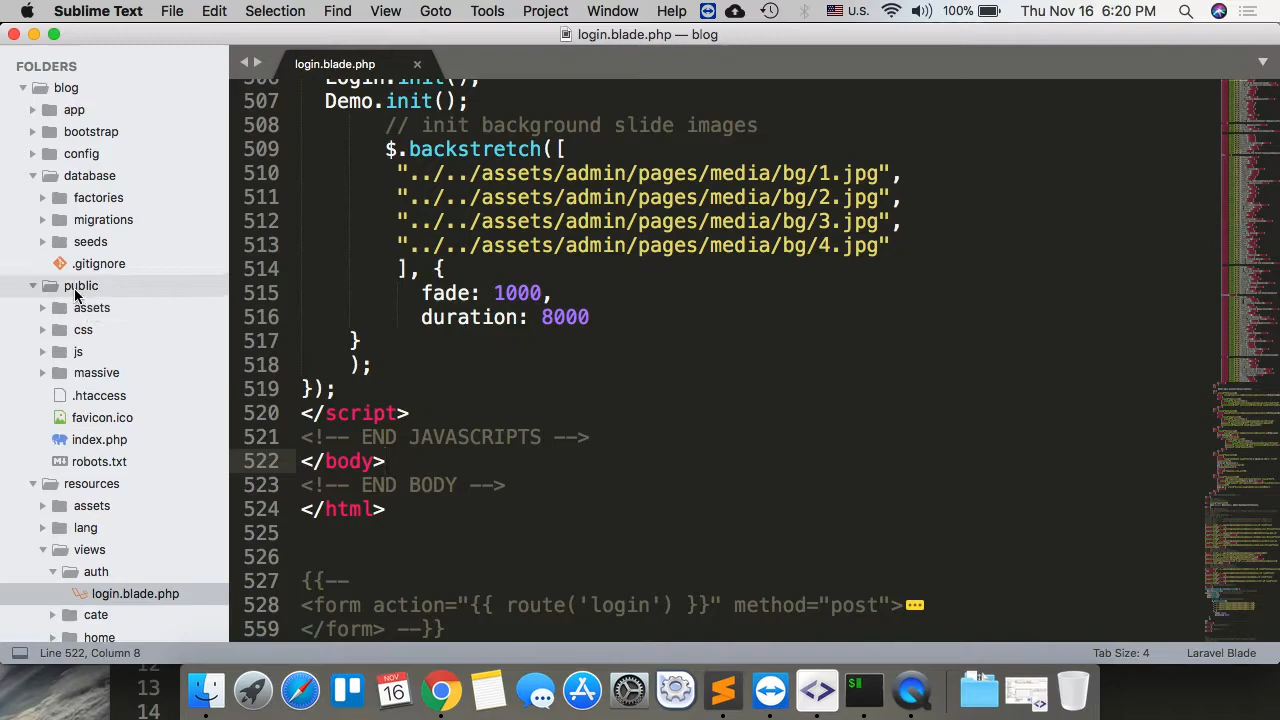 Sublime Text File Edit Selection Find View Goto Tools Project Window Help U.S. 100% Thu Nov 16 6:20 PM
login.blade.php — blog
FOLDERS
blog
app
bootstrap
config
database
factories
migrations
seeds
.gitignore
public
assets
css
js
massive
.htaccess
favicon.ico
index.php
robots.txt
resources
assets
lang
views
auth
login.blade.php
cate
home
login.blade.php ×
506 Login.init();
507 Demo.init();
508 // init background slide images
509 $.backstretch([
510 "../../assets/admin/pages/media/bg/1.jpg",
511 "../../assets/admin/pages/media/bg/2.jpg",
512 "../../assets/admin/pages/media/bg/3.jpg",
513 "../../assets/admin/pages/media/bg/4.jpg"
514 ], {
515 fade: 1000,
516 duration: 8000
517 }
518 );
519 });
520 </script>
521 <!-- END JAVASCRIPTS -->
522 </body>
523 <!-- END BODY -->
524 </html>
525
526
527 {{--
528 <form action="{{ route('login') }}" method="post">
559 </form> --}}
Line 522, Column 8 Tab Size: 4 Laravel Blade
12
13
14
NOV
16